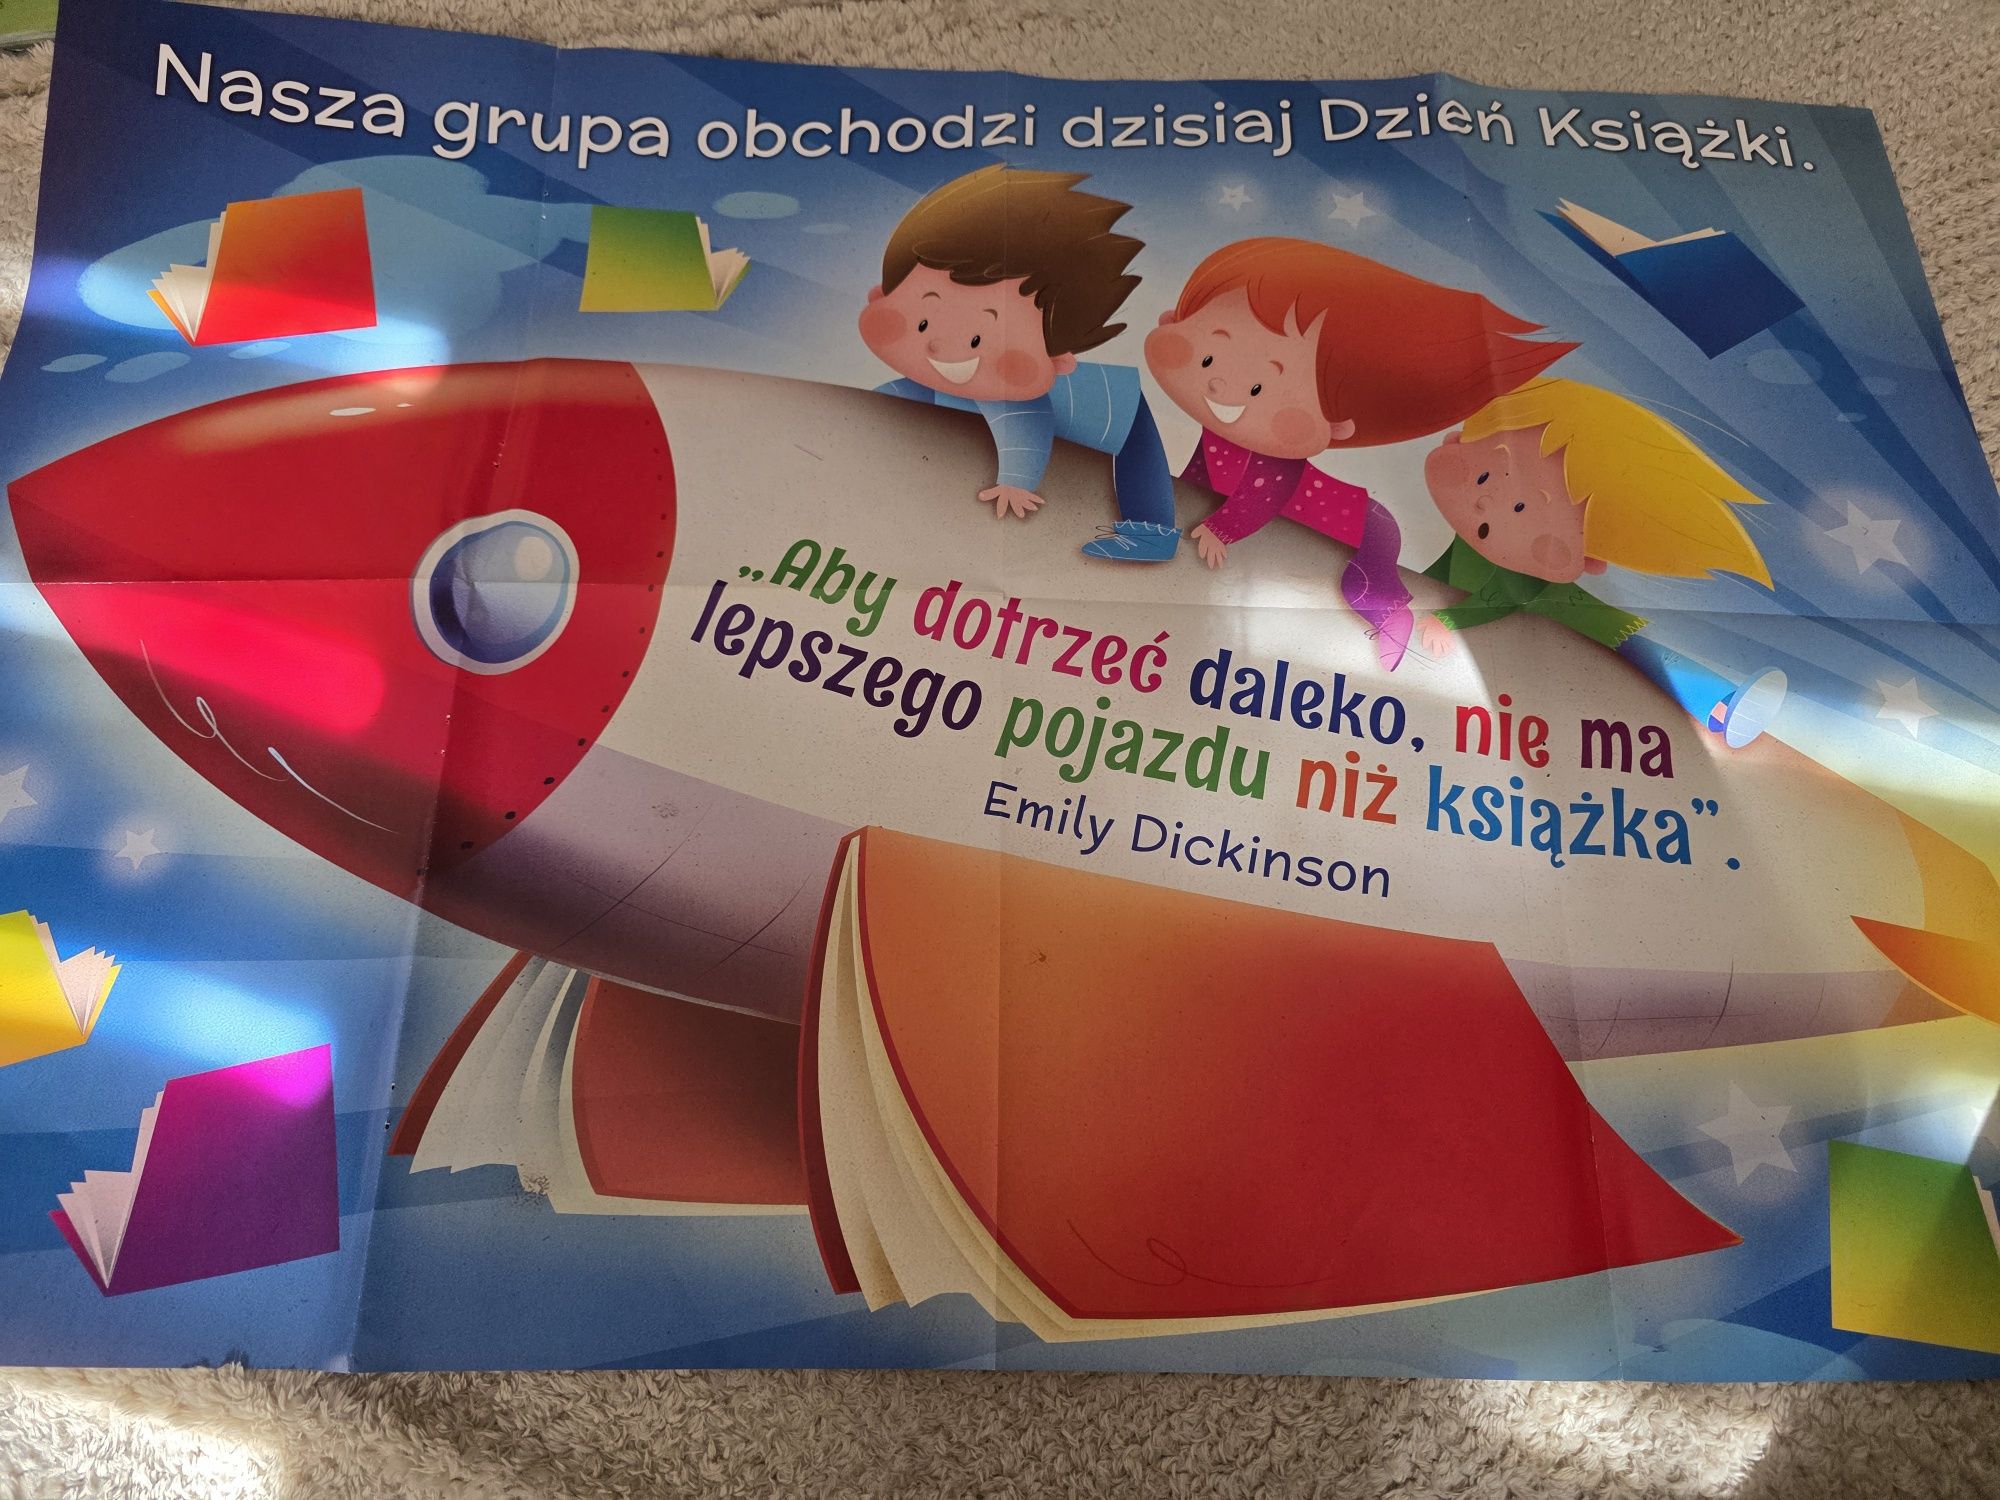 Nasza grupa obchodzi dzisiaj Dzień Książki.
„Aby dotrzeć daleko, nie ma
lepszego pojazdu niż książka”.
Emily Dickinson